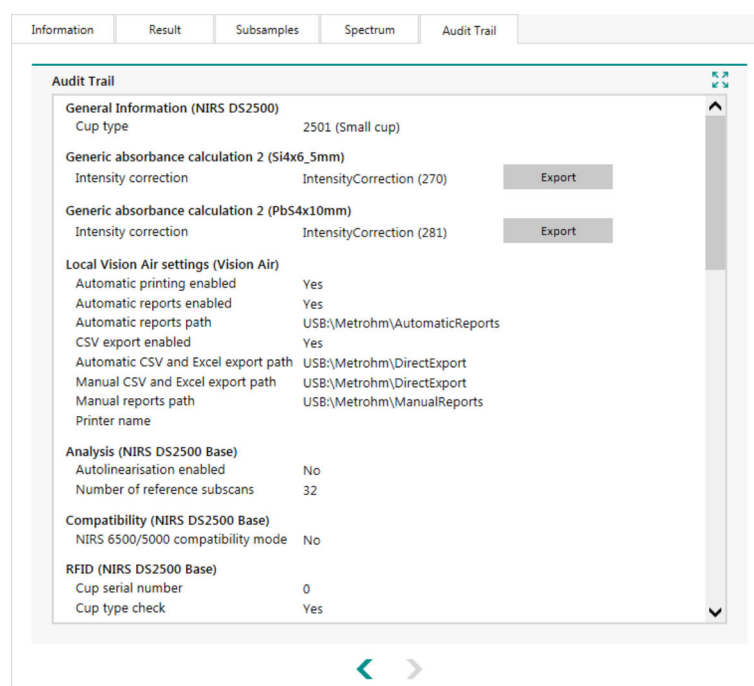 Information Result Subsamples Spectrum Audit Trail
Audit Trail
General Information (NIRS DS2500)
Cup type 2501 (Small cup)
Generic absorbance calculation 2 (Si4x6_5mm)
Intensity correction IntensityCorrection (270) Export
Generic absorbance calculation 2 (PbS4x10mm)
Intensity correction IntensityCorrection (281) Export
Local Vision Air settings (Vision Air)
Automatic printing enabled Yes
Automatic reports enabled Yes
Automatic reports path USB:\Metrohm\AutomaticReports
CSV export enabled Yes
Automatic CSV and Excel export path USB:\Metrohm\DirectExport
Manual CSV and Excel export path USB:\Metrohm\DirectExport
Manual reports path USB:\Metrohm\ManualReports
Printer name
Analysis (NIRS DS2500 Base)
Autolinearisation enabled No
Number of reference subscans 32
Compatibility (NIRS DS2500 Base)
NIRS 6500/5000 compatibility mode No
RFID (NIRS DS2500 Base)
Cup serial number 0
Cup type check Yes